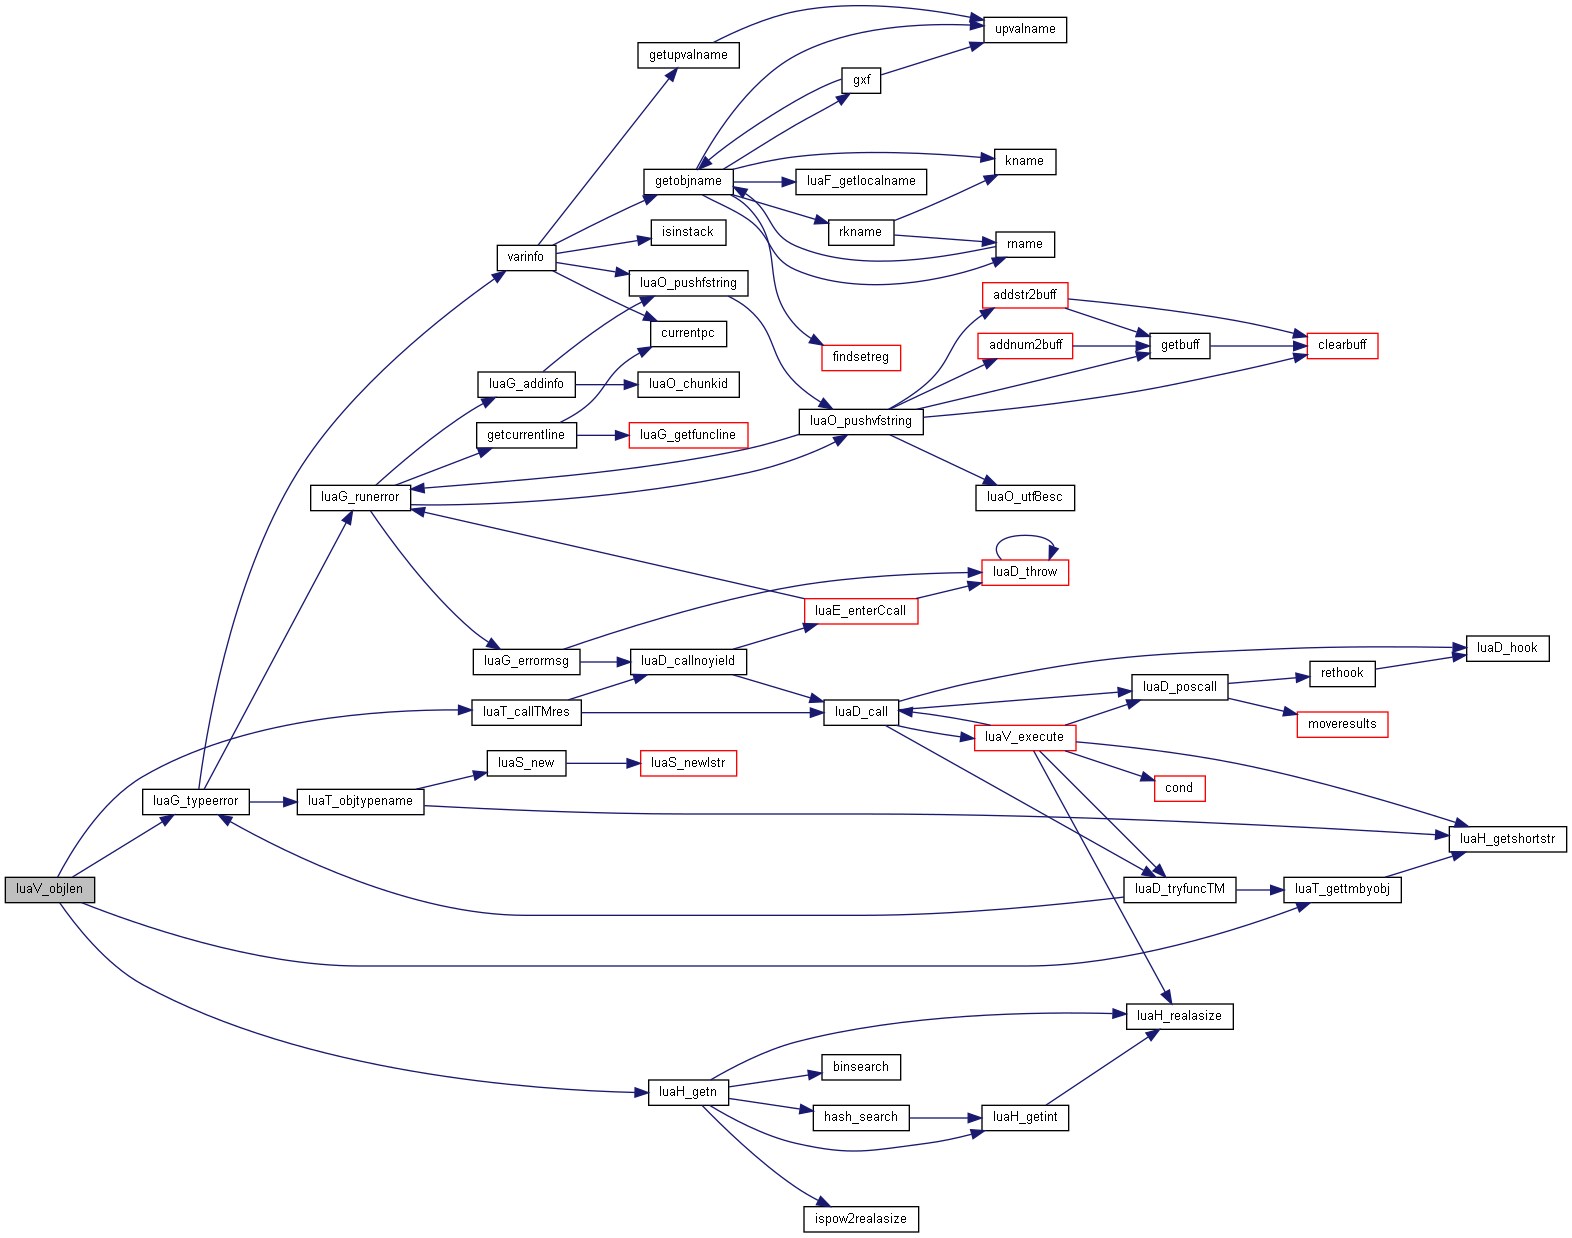 upvalname
getupvalname
gxf
kname
getobjname
luaF_getlocalname
isinstack
rkname
rname
varinfo
luaO_pushfstring
addstr2buff
currentpc
addnum2buff
getbuff
clearbuff
findsetreg
luaG_addinfo
luaO_chunkid
luaO_pushvfstring
getcurrentline
luaG_getfuncline
luaG_runerror
luaO_utf8esc
luaD_throw
luaE_enterCcall
luaD_hook
luaG_errormsg
luaD_callnoyield
rethook
luaD_poscall
luaT_callTMres
luaD_call
moveresults
luaV_execute
luaS_new
luaS_newlstr
cond
luaG_typeerror
luaT_objtypename
luaH_getshortstr
luaV_objlen
luaD_tryfuncTM
luaT_gettmbyobj
luaH_realasize
binsearch
luaH_getn
hash_search
luaH_getint
ispow2realasize